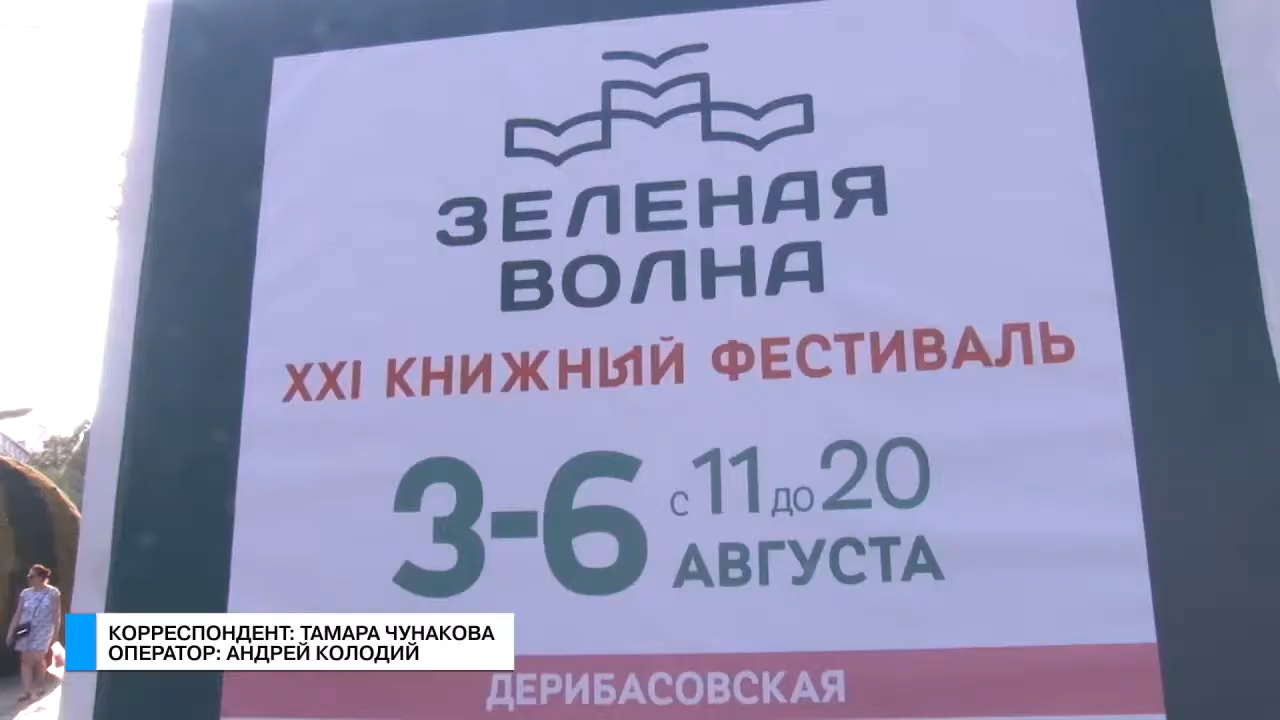 ЗЕЛЕНАЯ
ВОЛНА
XXI КНИЖНЫЙ ФЕСТИВАЛЬ
3-6 с 11 до 20
АВГУСТА
КОРРЕСПОНДЕНТ: ТАМАРА ЧУНАКОВА
ОПЕРАТОР: АНДРЕЙ КОЛОДИЙ
ДЕРИБАСОВСКАЯ